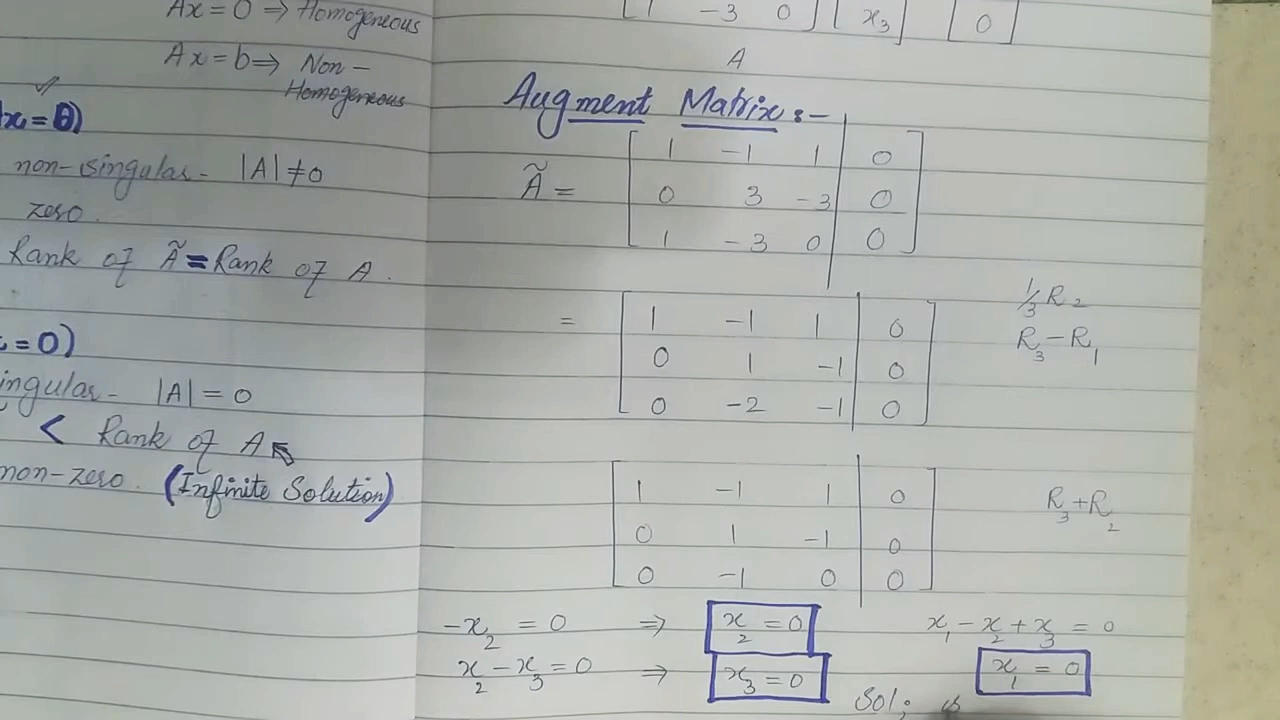 Ax = 0 ⇒ Homogeneous
Ax = b ⇒ Non-
Homogeneous
x = 0)
non-singular - |A| ≠ 0
zero.
Rank of Ã = Rank of A.
= 0)
ingular - |A| = 0
< Rank of A
non-zero. (Infinite Solution)
1 -3 0 x₃ 0
A
Augment Matrix :-
Ã = 1 -1 1 0
0 3 -3 0
1 -3 0 0
= 1 -1 1 0
0 1 -1 0
0 -2 -1 0
1/3 R₂
R₃ - R₁
1 -1 1 0
0 1 -1 0
0 -1 0 0
R₃ + R₂
-x₂ = 0 ⇒ x₂ = 0 x₁ - x₂ + x₃ = 0
x₂ - x₃ = 0 ⇒ x₃ = 0 x₁ = 0
Sol; is